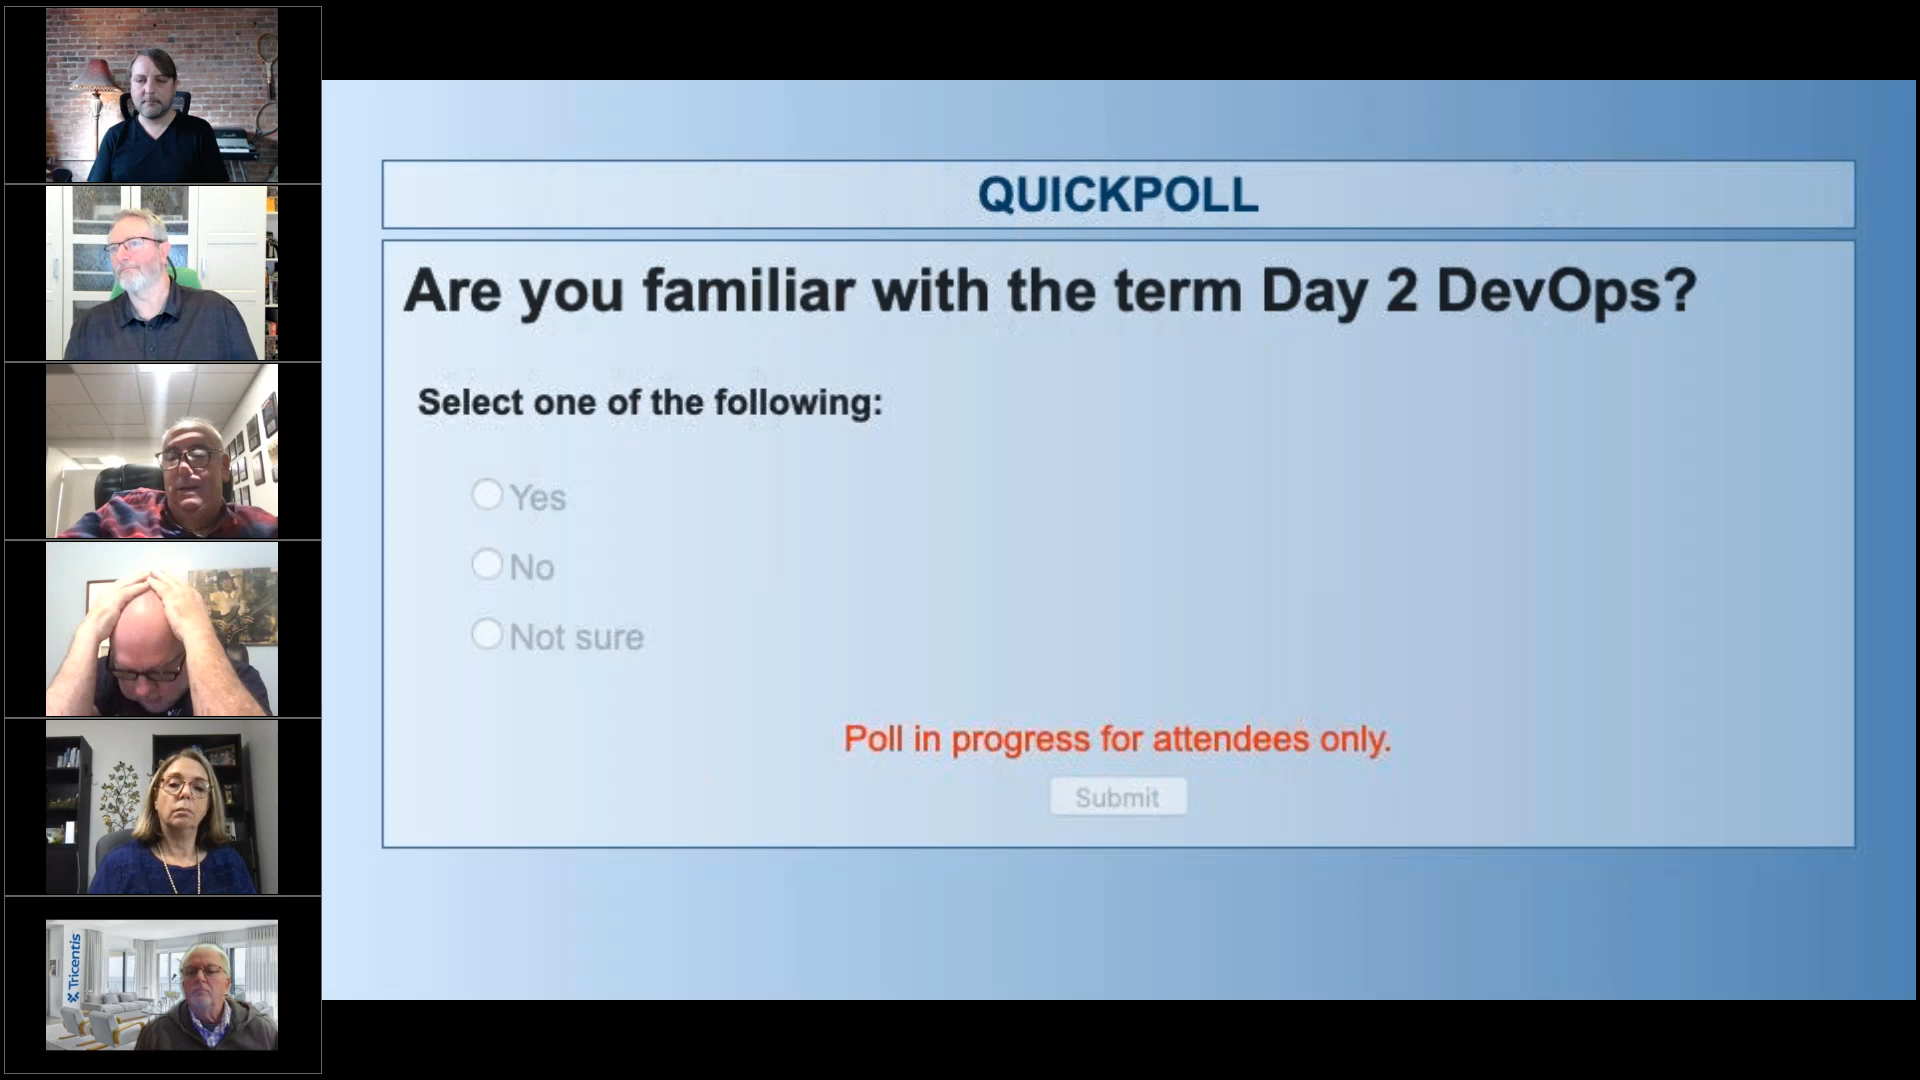 QUICKPOLL
Are you familiar with the term Day 2 DevOps?
Select one of the following:
Yes
No
Not sure
Poll in progress for attendees only.
Submit
Tricentis